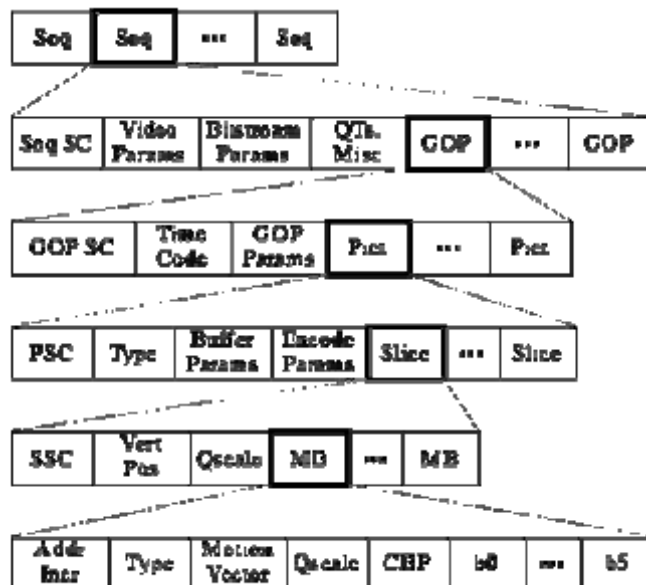 Seq Seq ... Seq
Seq SC Video Params Bitstream Params QTs, Misc GOP ... GOP
GOP SC Time Code GOP Params Pict ... Pict
PSC Type Buffer Params Encode Params Slice ... Slice
SSC Vert Pos Qscale MB ... MB
Addr Incr Type Motion Vector Qscale CBP b0 ... b5